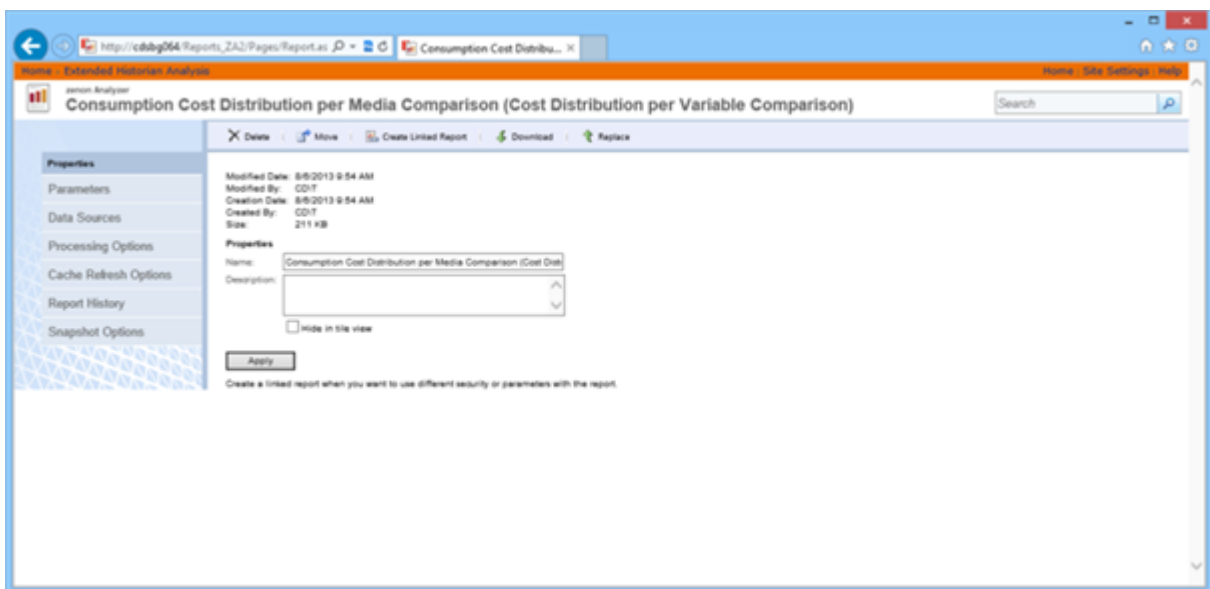 http://cdsbg064/Reports_ZA2/Pages/Report.as
Consumption Cost Distribu...
Home > Extended Historian Analysis
Home | Site Settings | Help
zenon Analyzer
Consumption Cost Distribution per Media Comparison (Cost Distribution per Variable Comparison)
Search
Delete | Move | Create Linked Report | Download | Replace
Properties
Parameters
Data Sources
Processing Options
Cache Refresh Options
Report History
Snapshot Options
Modified Date: 8/6/2013 9:54 AM
Modified By: CDIT
Creation Date: 8/6/2013 9:54 AM
Created By: CDIT
Size: 211 KB
Properties
Name: Consumption Cost Distribution per Media Comparison (Cost Dist
Description:
Hide in tile view
Apply
Create a linked report when you want to use different security or parameters with the report.